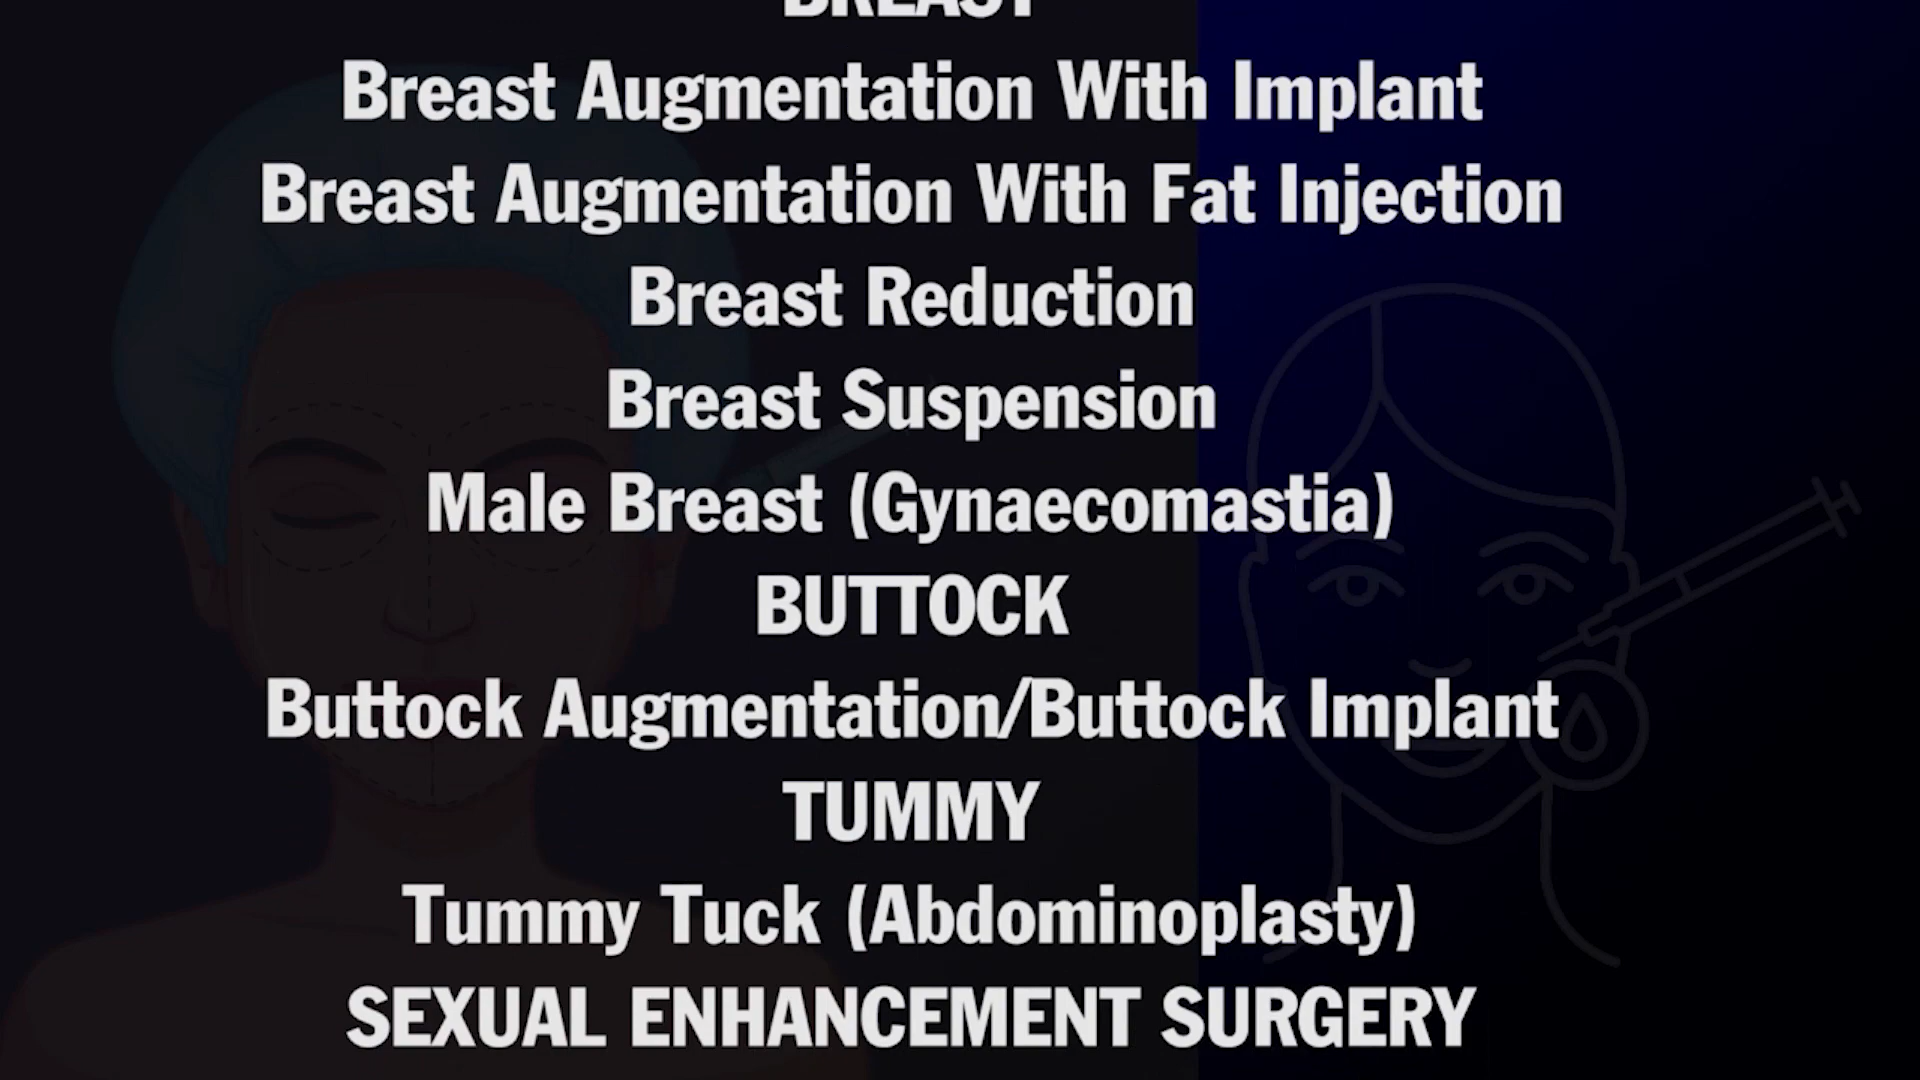 BREAST
Breast Augmentation With Implant
Breast Augmentation With Fat Injection
Breast Reduction
Breast Suspension
Male Breast (Gynaecomastia)
BUTTOCK
Buttock Augmentation/Buttock Implant
TUMMY
Tummy Tuck (Abdominoplasty)
SEXUAL ENHANCEMENT SURGERY